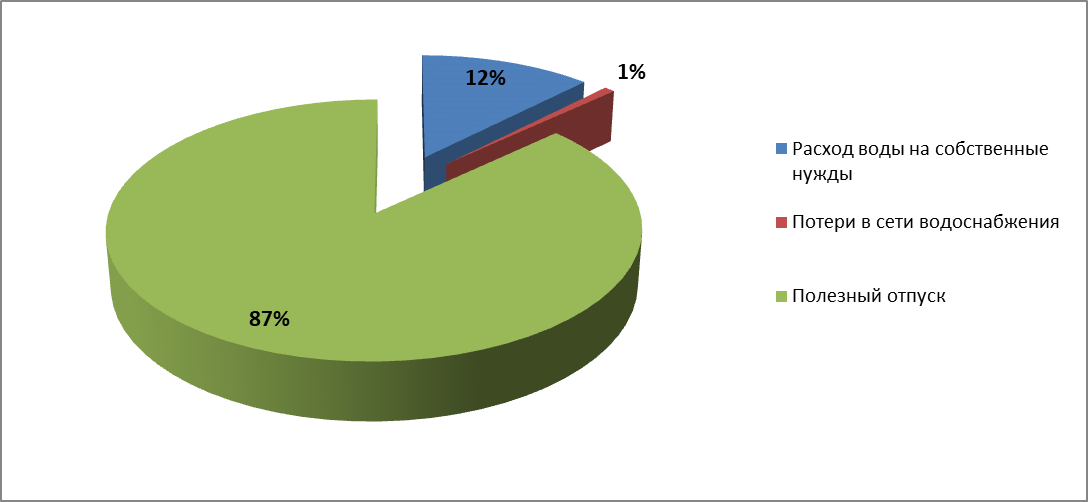 12%
1%
87%
Расход воды на собственные
нужды
Потери в сети водоснабжения
Полезный отпуск